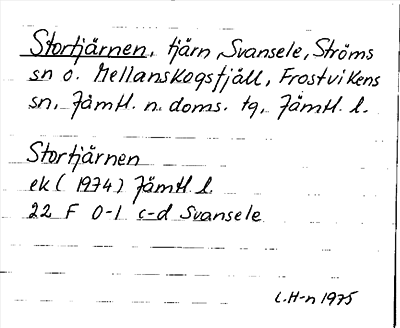 Stortjärnen, tjärn, Svansele, Ströms
sn o. Mellanskogsfjäll, Frostvikens
sn, Jämtl. n. doms. tg, Jämtl. l.
Stortjärnen
ek (1974) Jämtl. l.
22 F 0-1 c-d Svansele
L.H-n 1975